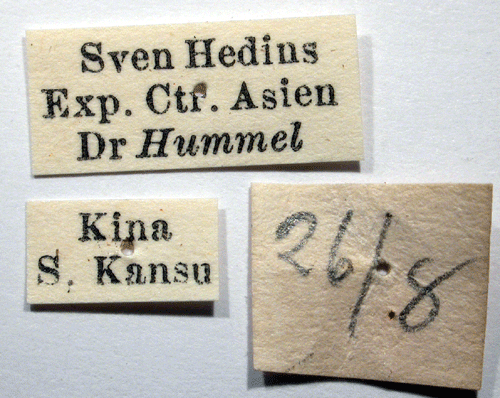 Sven Hedins
Exp. Ctr. Asien
Dr Hummel
Kina
S. Kansu
26/8